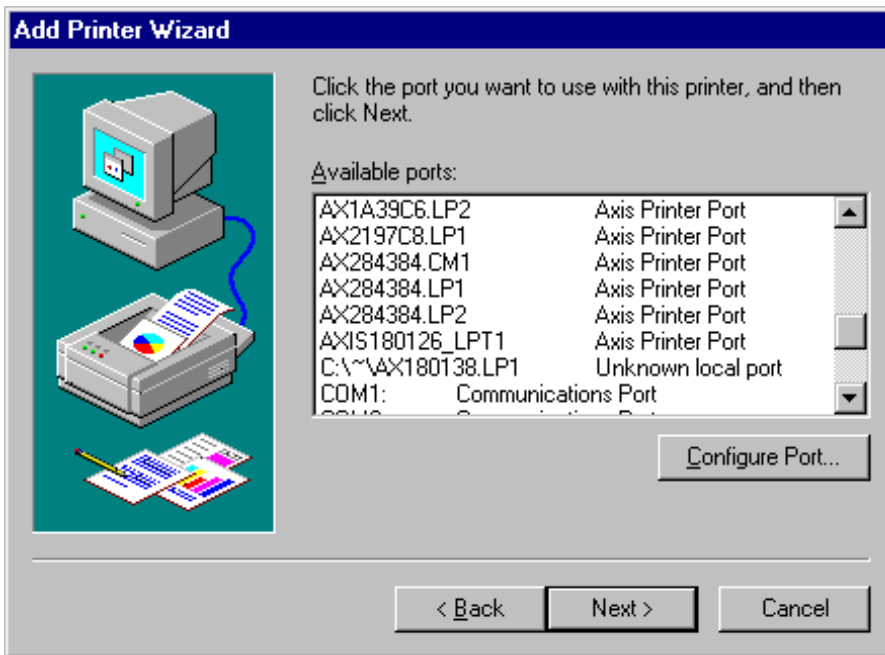 Add Printer Wizard
Click the port you want to use with this printer, and then
click Next.
Available ports:
AX1A39C6.LP2 Axis Printer Port
AX2197C8.LP1 Axis Printer Port
AX284384.CM1 Axis Printer Port
AX284384.LP1 Axis Printer Port
AX284384.LP2 Axis Printer Port
AXIS180126_LPT1 Axis Printer Port
C:\~\AX180138.LP1 Unknown local port
COM1: Communications Port
Configure Port...
< Back Next > Cancel